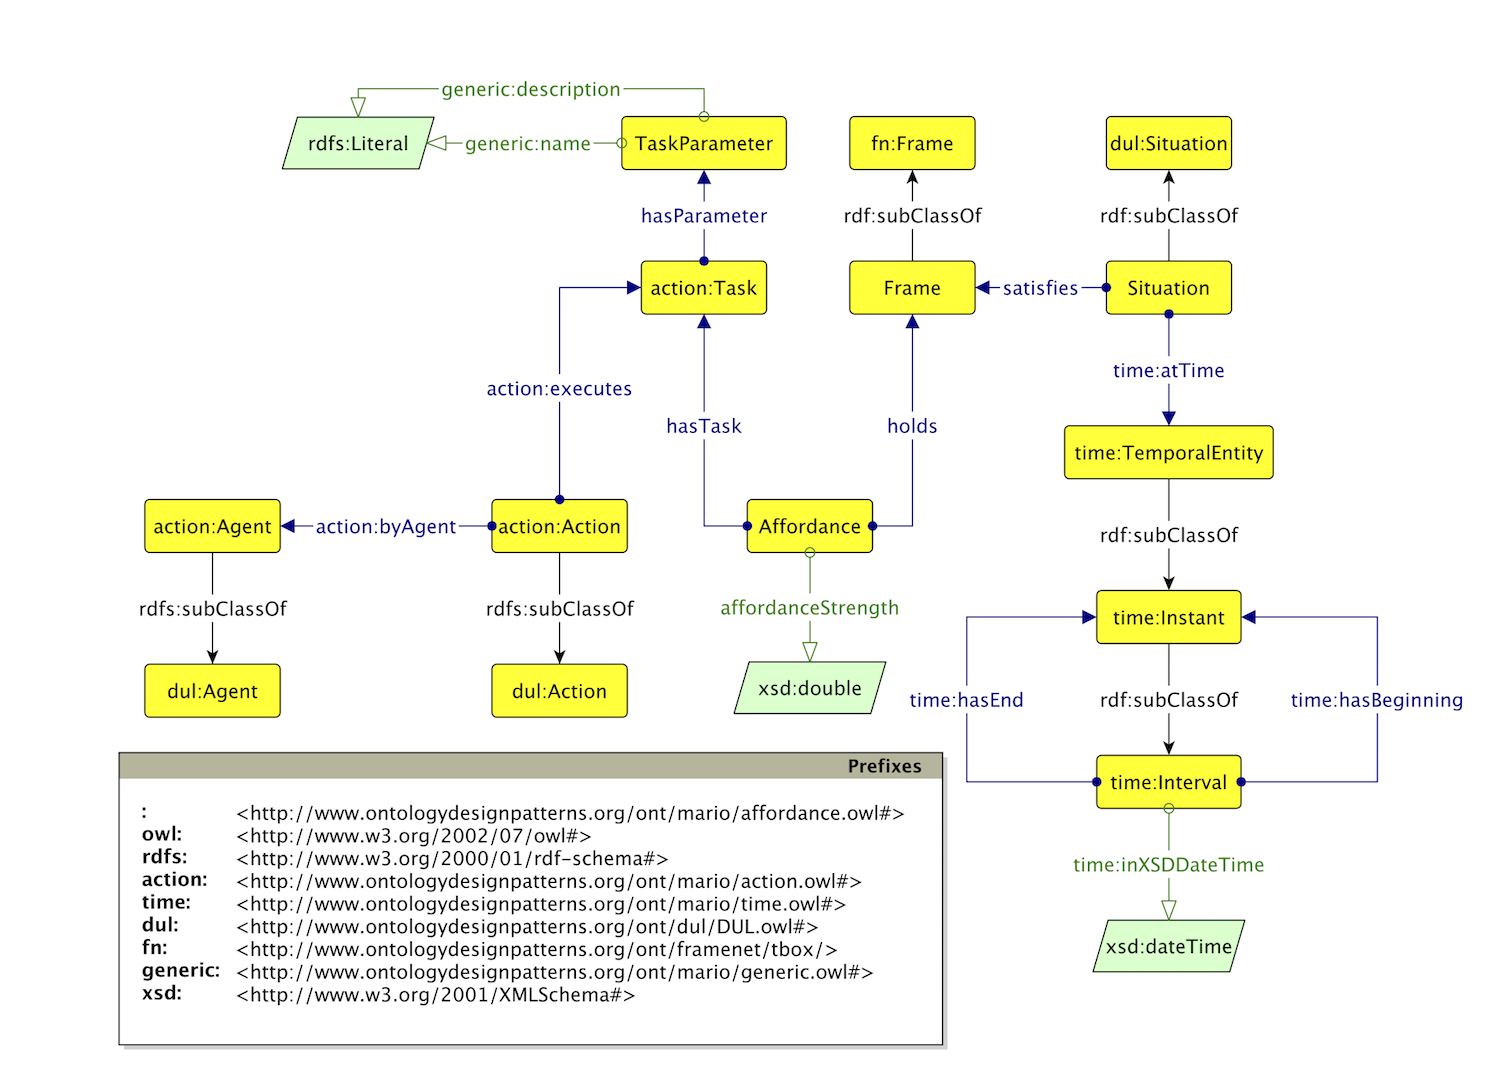 generic:description
rdfs:Literal
generic:name
TaskParameter
fn:Frame
dul:Situation
hasParameter
rdf:subClassOf
rdf:subClassOf
action:Task
Frame
satisfies
Situation
action:executes
time:atTime
hasTask
holds
time:TemporalEntity
action:Agent
action:byAgent
action:Action
Affordance
rdf:subClassOf
rdfs:subClassOf
rdfs:subClassOf
affordanceStrength
time:Instant
dul:Agent
dul:Action
xsd:double
time:hasEnd
rdf:subClassOf
time:hasBeginning
time:Interval
time:inXSDDateTime
xsd:dateTime
Prefixes
: <http://www.ontologydesignpatterns.org/ont/mario/affordance.owl#>
owl: <http://www.w3.org/2002/07/owl#>
rdfs: <http://www.w3.org/2000/01/rdf-schema#>
action: <http://www.ontologydesignpatterns.org/ont/mario/action.owl#>
time: <http://www.ontologydesignpatterns.org/ont/mario/time.owl#>
dul: <http://www.ontologydesignpatterns.org/ont/dul/DUL.owl#>
fn: <http://www.ontologydesignpatterns.org/ont/framenet/tbox/>
generic: <http://www.ontologydesignpatterns.org/ont/mario/generic.owl#>
xsd: <http://www.w3.org/2001/XMLSchema#>